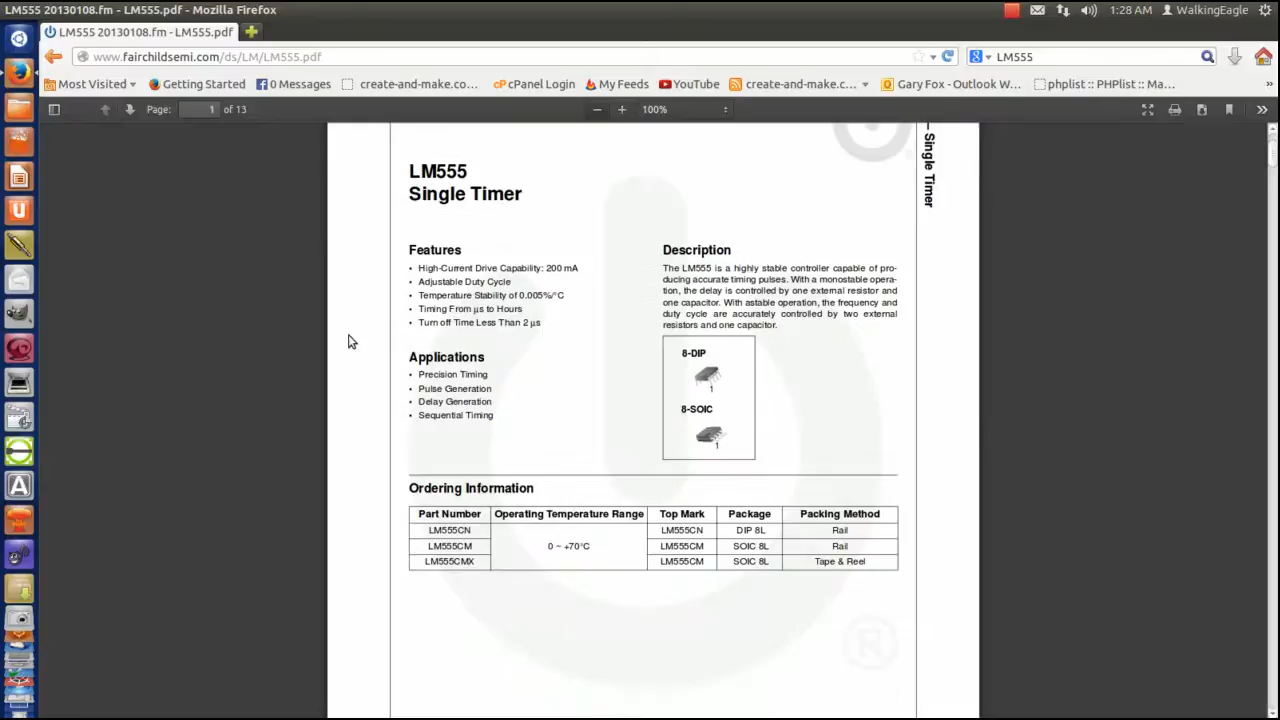 LM555 20130108.fm - LM555.pdf - Mozilla Firefox
1:28 AM
WalkingEagle
LM555 20130108.fm - LM555.pdf
www.fairchildsemi.com/ds/LM/LM555.pdf
LM555
Most Visited
Getting Started
0 Messages
create-and-make.co...
cPanel Login
My Feeds
YouTube
create-and-make.c...
Gary Fox - Outlook W...
phplist :: PHPlist :: Ma...
Page: 1 of 13
100%
– Single Timer
LM555
Single Timer
Features
• High-Current Drive Capability: 200 mA
• Adjustable Duty Cycle
• Temperature Stability of 0.005%/°C
• Timing From μs to Hours
• Turn off Time Less Than 2 μs
Applications
• Precision Timing
• Pulse Generation
• Delay Generation
• Sequential Timing
Description
The LM555 is a highly stable controller capable of pro-
ducing accurate timing pulses. With a monostable opera-
tion, the delay is controlled by one external resistor and
one capacitor. With astable operation, the frequency and
duty cycle are accurately controlled by two external
resistors and one capacitor.
8-DIP
1
8-SOIC
1
Ordering Information
Part Number Operating Temperature Range Top Mark Package Packing Method
LM555CN LM555CN DIP 8L Rail
LM555CM 0 ~ +70°C LM555CM SOIC 8L Rail
LM555CMX LM555CM SOIC 8L Tape & Reel
®